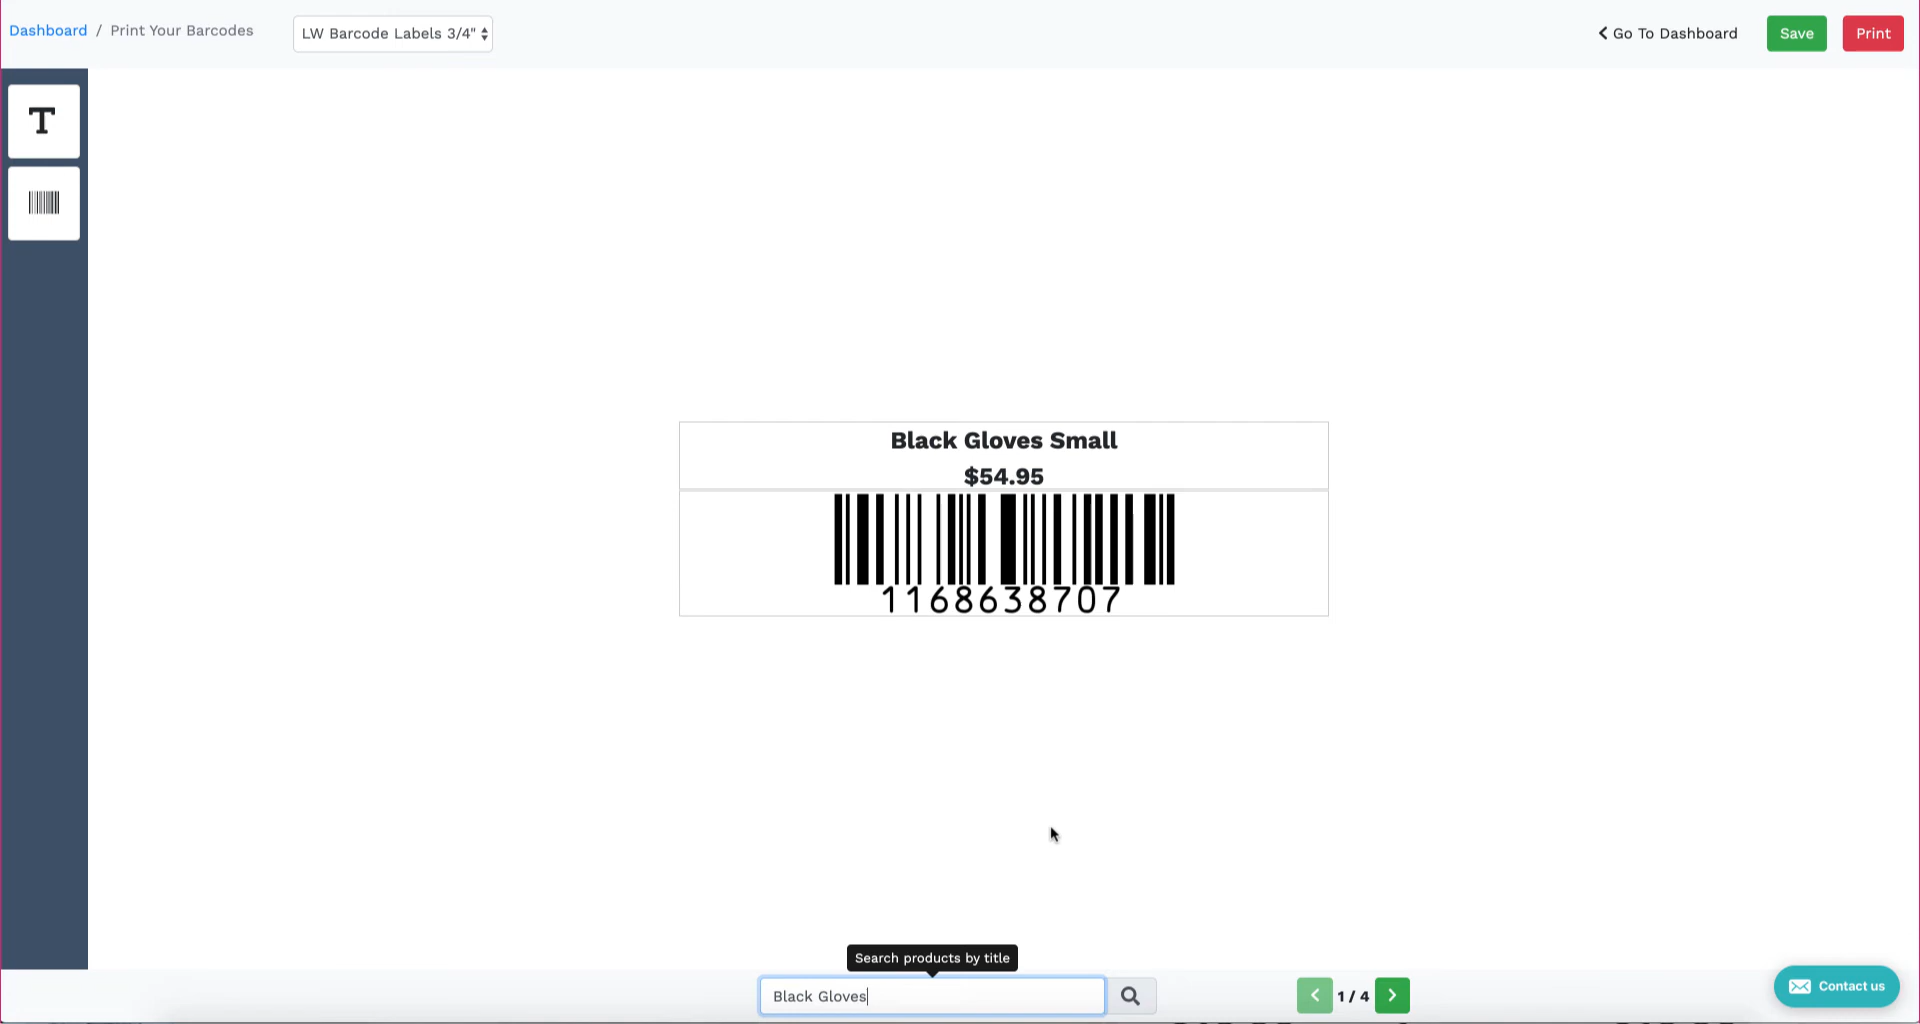 Dashboard / Print Your Barcodes
LW Barcode Labels 3/4"
Go To Dashboard
Save
Print
T
Black Gloves Small
$54.95
1168638707
Search products by title
Black Gloves
1 / 4
Contact us